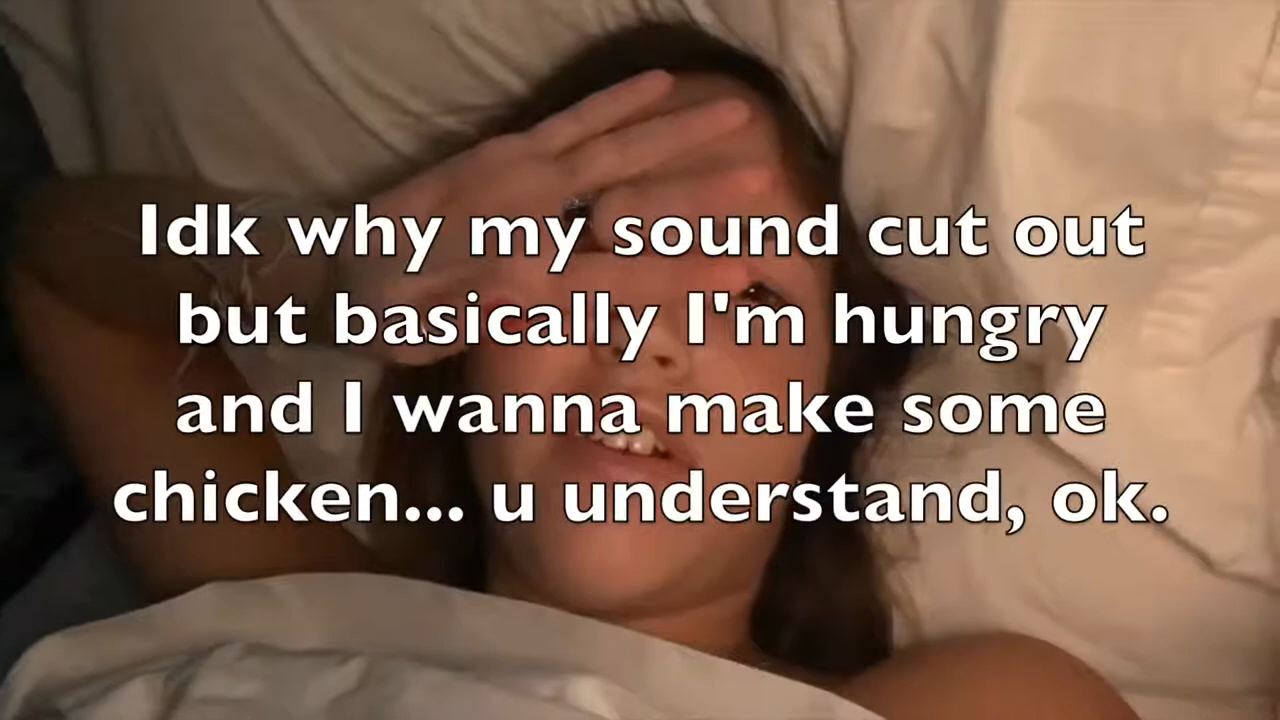 Idk why my sound cut out
but basically I'm hungry
and I wanna make some
chicken... u understand, ok.